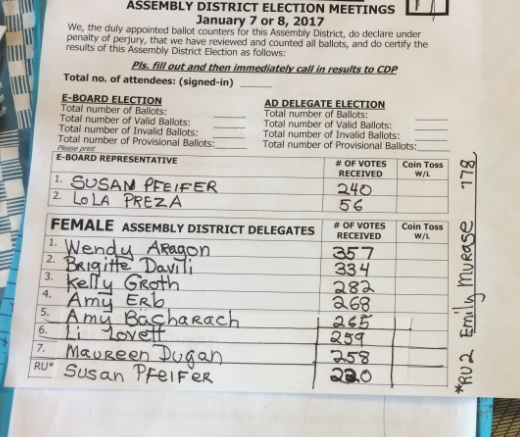 ASSEMBLY DISTRICT ELECTION MEETINGS
January 7 or 8, 2017
We, the duly appointed ballot counters for this Assembly District, do declare under
penalty of perjury, that we have reviewed and counted all ballots, and do certify the
results of this Assembly District Election as follows:
Pls. fill out and then immediately call in results to CDP
Total no. of attendees: (signed-in)
E-BOARD ELECTION
Total number of Ballots:
Total number of Valid Ballots:
Total number of Invalid Ballots:
Total number of Provisional Ballots:
Please print
AD DELEGATE ELECTION
Total number of Ballots:
Total number of Valid Ballots:
Total number of Invalid Ballots:
Total number of Provisional Ballots:
E-BOARD REPRESENTATIVE # OF VOTES RECEIVED Coin Toss W/L
1. SUSAN PFEIFER 240
2. LOLA PREZA 56
FEMALE ASSEMBLY DISTRICT DELEGATES # OF VOTES RECEIVED Coin Toss W/L
1. Wendy Aragon 357
2. Brigitte Davili 334
3. Kelly Groth 282
4. Amy Erb 268
5. Amy Bacharach 265
6. Li Lovett 259
7. Maureen Dugan 258
RU* Susan Pfeifer 220
*RU2 Emily Murase 178